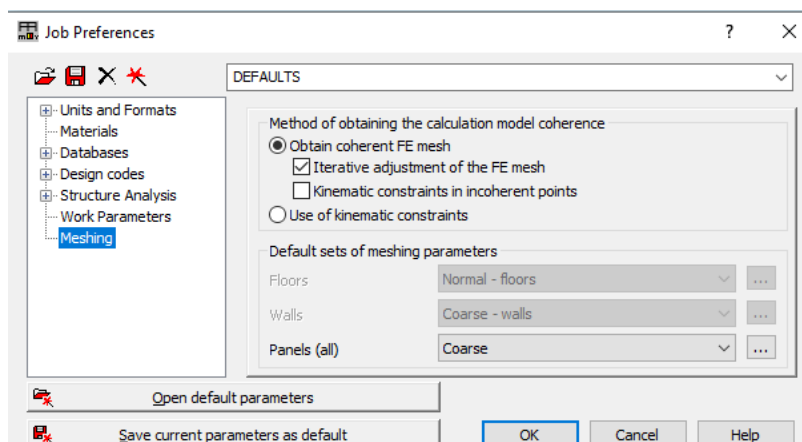 Job Preferences ?
DEFAULTS
Units and Formats
Materials
Databases
Design codes
Structure Analysis
Work Parameters
Meshing
Method of obtaining the calculation model coherence
Obtain coherent FE mesh
Iterative adjustment of the FE mesh
Kinematic constraints in incoherent points
Use of kinematic constraints
Default sets of meshing parameters
Floors Normal - floors ...
Walls Coarse - walls ...
Panels (all) Coarse ...
Open default parameters
Save current parameters as default
OK Cancel Help